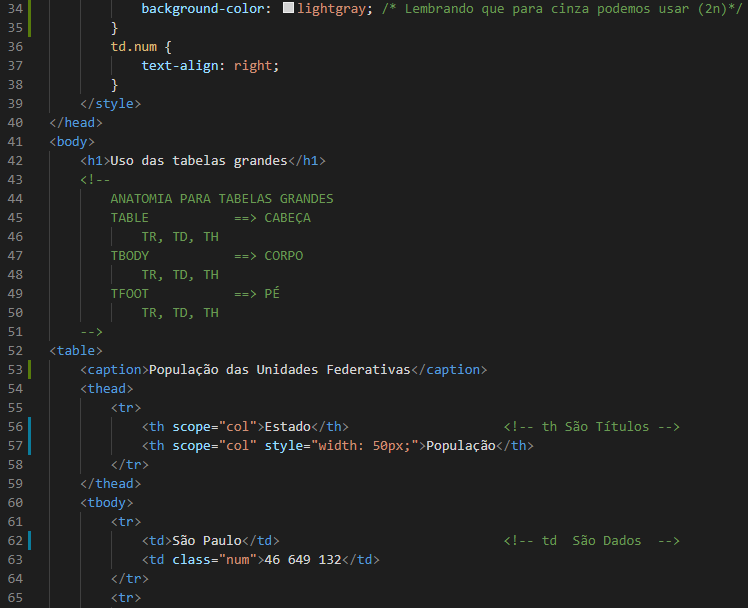 34 background-color: lightgray; /* Lembrando que para cinza podemos usar (2n)*/
35 }
36 td.num {
37 text-align: right;
38 }
39 </style>
40 </head>
41 <body>
42 <h1>Uso das tabelas grandes</h1>
43 <!--
44 ANATOMIA PARA TABELAS GRANDES
45 TABLE ==> CABEÇA
46 TR, TD, TH
47 TBODY ==> CORPO
48 TR, TD, TH
49 TFOOT ==> PÉ
50 TR, TD, TH
51 -->
52 <table>
53 <caption>População das Unidades Federativas</caption>
54 <thead>
55 <tr>
56 <th scope="col">Estado</th> <!-- th São Títulos -->
57 <th scope="col" style="width: 50px;">População</th>
58 </tr>
59 </thead>
60 <tbody>
61 <tr>
62 <td>São Paulo</td> <!-- td  São Dados  -->
63 <td class="num">46 649 132</td>
64 </tr>
65 <tr>